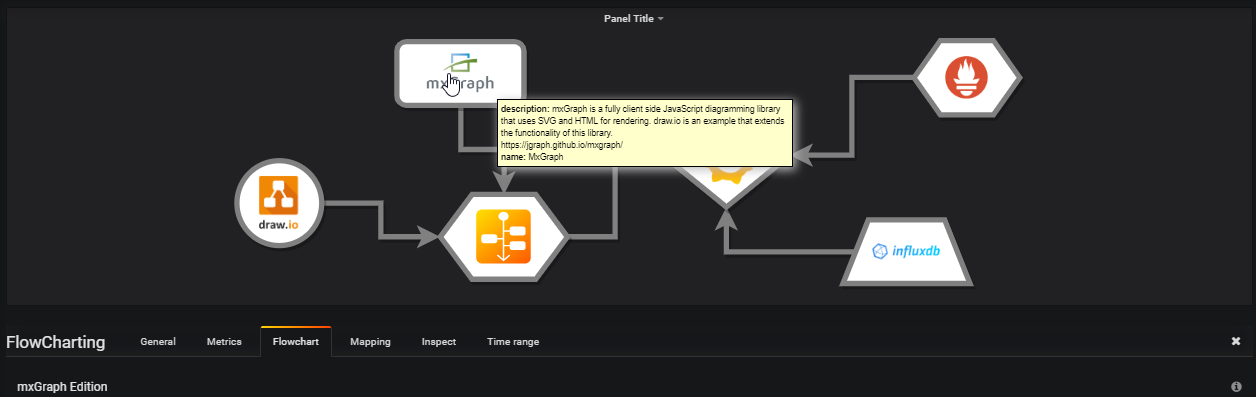 Panel Title
mxGraph
description: mxGraph is a fully client side JavaScript diagramming library
that uses SVG and HTML for rendering. draw.io is an example that extends
the functionality of this library.
https://jgraph.github.io/mxgraph/
name: MxGraph
draw.io
influxdb
FlowCharting
General
Metrics
Flowchart
Mapping
Inspect
Time range
mxGraph Edition